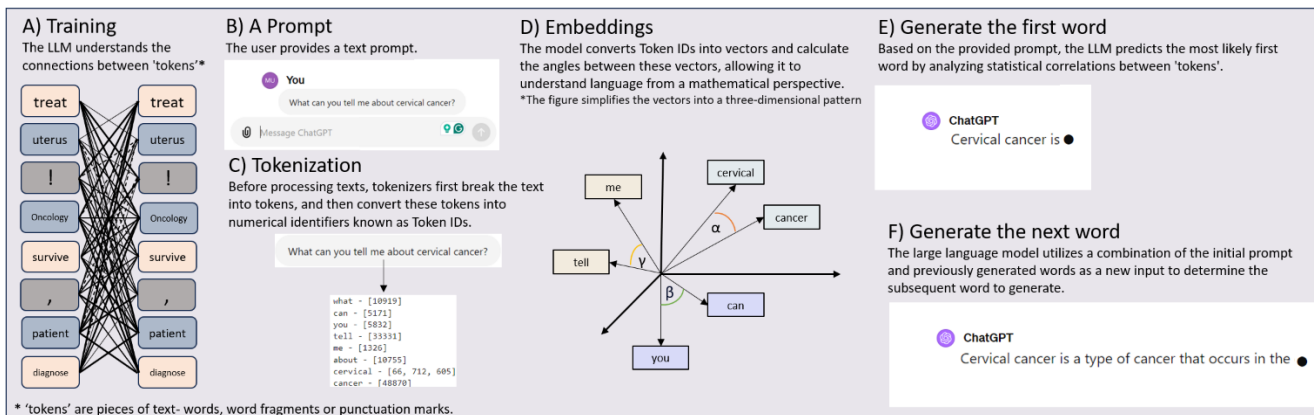 A) Training
The LLM understands the
connections between 'tokens'*
treat
treat
uterus
uterus
!
!
Oncology
Oncology
survive
survive
,
,
patient
patient
diagnose
diagnose
* 'tokens' are pieces of text- words, word fragments or punctuation marks.
B) A Prompt
The user provides a text prompt.
MU
You
What can you tell me about cervical cancer?
Message ChatGPT
C) Tokenization
Before processing texts, tokenizers first break the text
into tokens, and then convert these tokens into
numerical identifiers known as Token IDs.
What can you tell me about cervical cancer?
what - [10919]
can - [5171]
you - [5832]
tell - [33331]
me - [1326]
about - [10755]
cervical - [66, 712, 605]
cancer - [48870]
D) Embeddings
The model converts Token IDs into vectors and calculate
the angles between these vectors, allowing it to
understand language from a mathematical perspective.
*The figure simplifies the vectors into a three-dimensional pattern
me
cervical
cancer
α
tell
γ
β
can
you
E) Generate the first word
Based on the provided prompt, the LLM predicts the most likely first
word by analyzing statistical correlations between 'tokens'.
ChatGPT
Cervical cancer is
F) Generate the next word
The large language model utilizes a combination of the initial prompt
and previously generated words as a new input to determine the
subsequent word to generate.
ChatGPT
Cervical cancer is a type of cancer that occurs in the